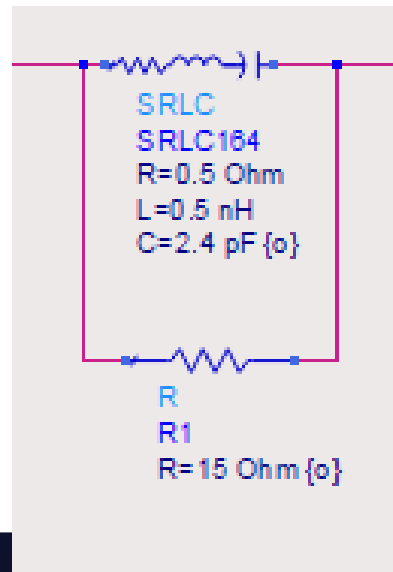 SRLC
SRLC164
R=0.5 Ohm
L=0.5 nH
C=2.4 pF {o}
R
R1
R=15 Ohm {o}